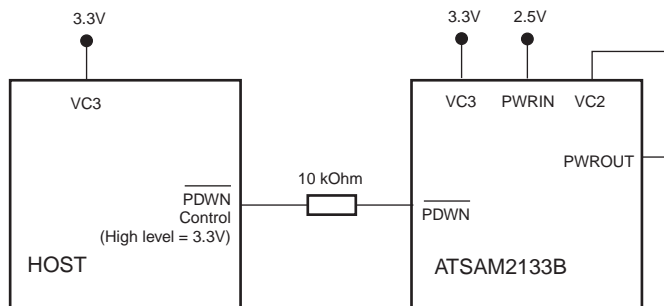 3.3V
3.3V
2.5V
VC3
VC3
PWRIN
VC2
PWROUT
10 kOhm
PDWN
Control
(High level = 3.3V)
PDWN
HOST
ATSAM2133B